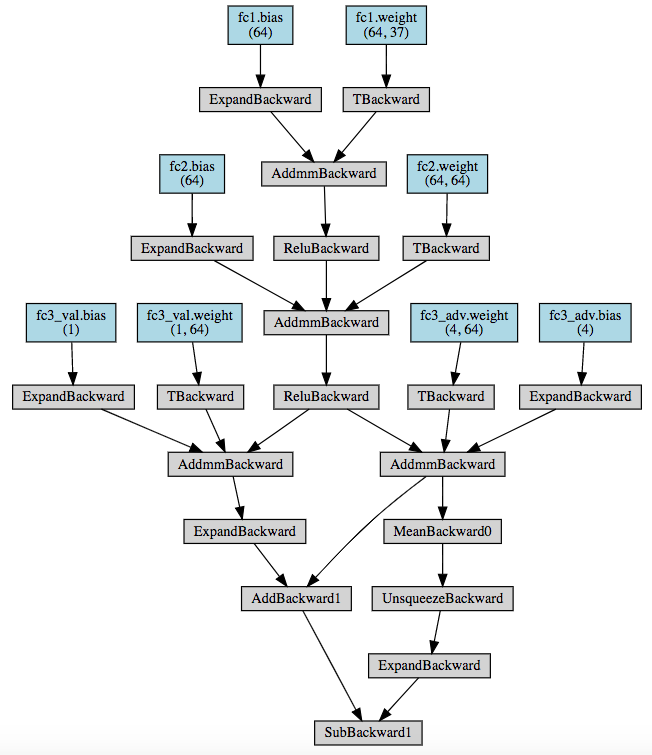 fc1.bias
(64)
fc1.weight
(64, 37)
ExpandBackward
TBackward
fc2.bias
(64)
AddmmBackward
fc2.weight
(64, 64)
ExpandBackward
ReluBackward
TBackward
fc3_val.bias
(1)
fc3_val.weight
(1, 64)
AddmmBackward
fc3_adv.weight
(4, 64)
fc3_adv.bias
(4)
ExpandBackward
TBackward
ReluBackward
TBackward
ExpandBackward
AddmmBackward
AddmmBackward
ExpandBackward
MeanBackward0
AddBackward1
UnsqueezeBackward
ExpandBackward
SubBackward1